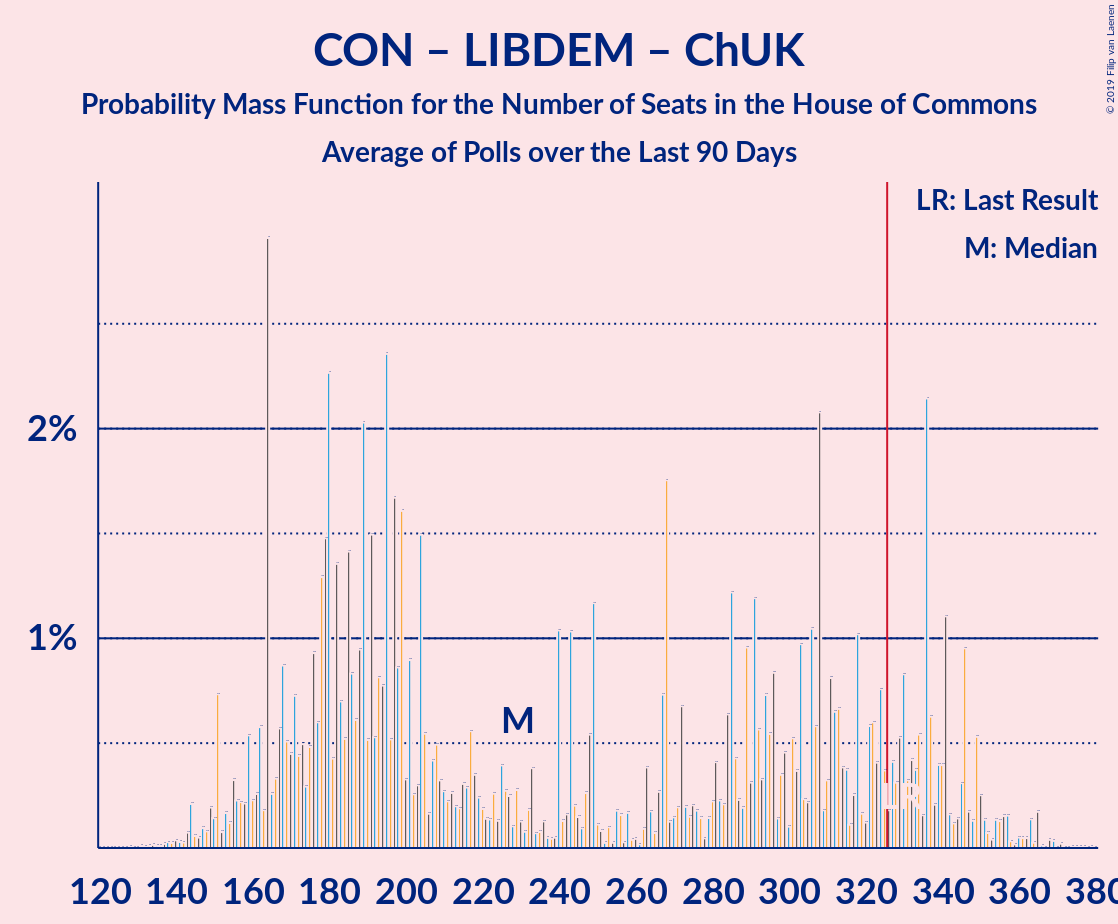 CON – LIBDEM – ChUK
Probability Mass Function for the Number of Seats in the House of Commons
Average of Polls over the Last 90 Days
© 2019 Filip van Laenen
LR: Last Result
M: Median
2%
1%
M
LR
120 140 160 180 200 220 240 260 280 300 320 340 360 380